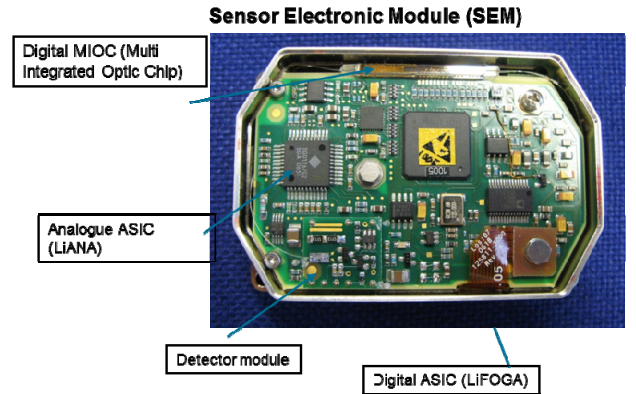 Sensor Electronic Module (SEM)
Digital MIOC (Multi
Integrated Optic Chip)
Analogue ASIC
(LiANA)
Detector module
Digital ASIC (LiFOGA)
1005
05